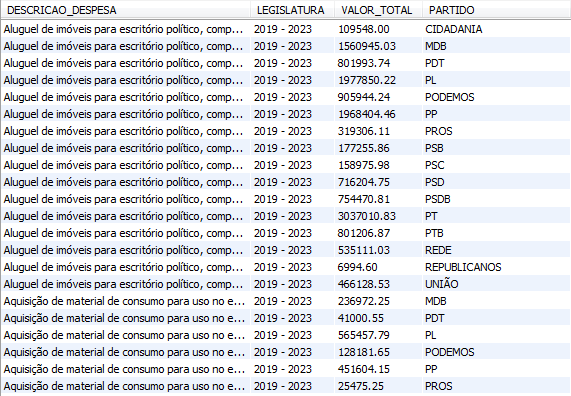 DESCRICAO_DESPESA LEGISLATURA VALOR_TOTAL PARTIDO
Aluguel de imóveis para escritório político, comp... 2019 - 2023 109548.00 CIDADANIA
Aluguel de imóveis para escritório político, comp... 2019 - 2023 1560945.03 MDB
Aluguel de imóveis para escritório político, comp... 2019 - 2023 801993.74 PDT
Aluguel de imóveis para escritório político, comp... 2019 - 2023 1977850.22 PL
Aluguel de imóveis para escritório político, comp... 2019 - 2023 905944.24 PODEMOS
Aluguel de imóveis para escritório político, comp... 2019 - 2023 1968404.46 PP
Aluguel de imóveis para escritório político, comp... 2019 - 2023 319306.11 PROS
Aluguel de imóveis para escritório político, comp... 2019 - 2023 177255.86 PSB
Aluguel de imóveis para escritório político, comp... 2019 - 2023 158975.98 PSC
Aluguel de imóveis para escritório político, comp... 2019 - 2023 716204.75 PSD
Aluguel de imóveis para escritório político, comp... 2019 - 2023 754470.81 PSDB
Aluguel de imóveis para escritório político, comp... 2019 - 2023 3037010.83 PT
Aluguel de imóveis para escritório político, comp... 2019 - 2023 801206.87 PTB
Aluguel de imóveis para escritório político, comp... 2019 - 2023 535111.03 REDE
Aluguel de imóveis para escritório político, comp... 2019 - 2023 6994.60 REPUBLICANOS
Aluguel de imóveis para escritório político, comp... 2019 - 2023 466128.53 UNIÃO
Aquisição de material de consumo para uso no e... 2019 - 2023 236972.25 MDB
Aquisição de material de consumo para uso no e... 2019 - 2023 41000.55 PDT
Aquisição de material de consumo para uso no e... 2019 - 2023 565457.79 PL
Aquisição de material de consumo para uso no e... 2019 - 2023 128181.65 PODEMOS
Aquisição de material de consumo para uso no e... 2019 - 2023 451604.15 PP
Aquisição de material de consumo para uso no e... 2019 - 2023 25475.25 PROS